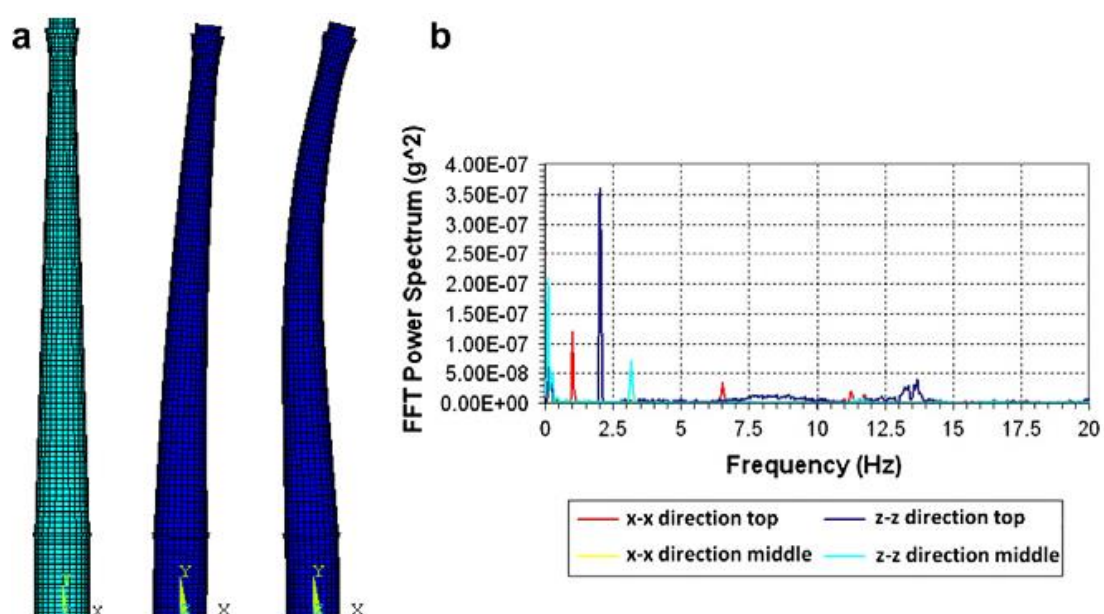 a
b
Y
X
Y
X
Y
X
FFT Power Spectrum (g^2)
4.00E-07
3.50E-07
3.00E-07
2.50E-07
2.00E-07
1.50E-07
1.00E-07
5.00E-08
0.00E+00
0 2.5 5 7.5 10 12.5 15 17.5 20
Frequency (Hz)
x-x direction top z-z direction top
x-x direction middle z-z direction middle